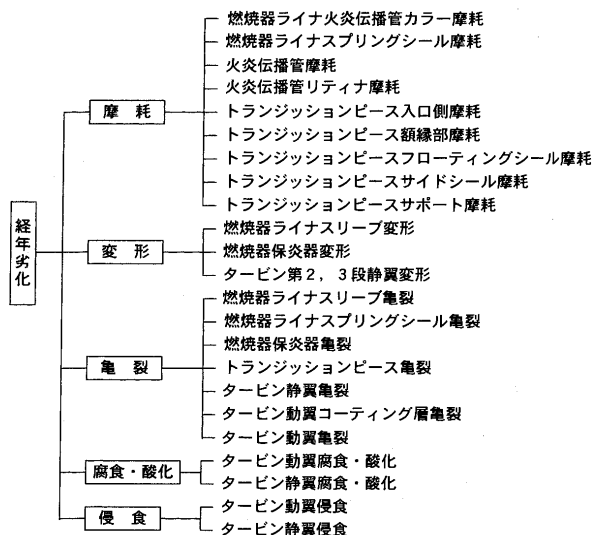 経年劣化
摩 耗
燃焼器ライナ火炎伝播管カラー摩耗
燃焼器ライナスプリングシール摩耗
火炎伝播管摩耗
火炎伝播管リティナ摩耗
トランジッションピース入口側摩耗
トランジッションピース額縁部摩耗
トランジッションピースフローティングシール摩耗
トランジッションピースサイドシール摩耗
トランジッションピースサポート摩耗
変 形
燃焼器ライナスリーブ変形
燃焼器保炎器変形
タービン第2,3段静翼変形
亀 裂
燃焼器ライナスリーブ亀裂
燃焼器ライナスプリングシール亀裂
燃焼器保炎器亀裂
トランジッションピース亀裂
タービン静翼亀裂
タービン動翼コーティング層亀裂
タービン動翼亀裂
腐食・酸化
タービン動翼腐食・酸化
タービン静翼腐食・酸化
侵 食
タービン動翼侵食
タービン静翼侵食